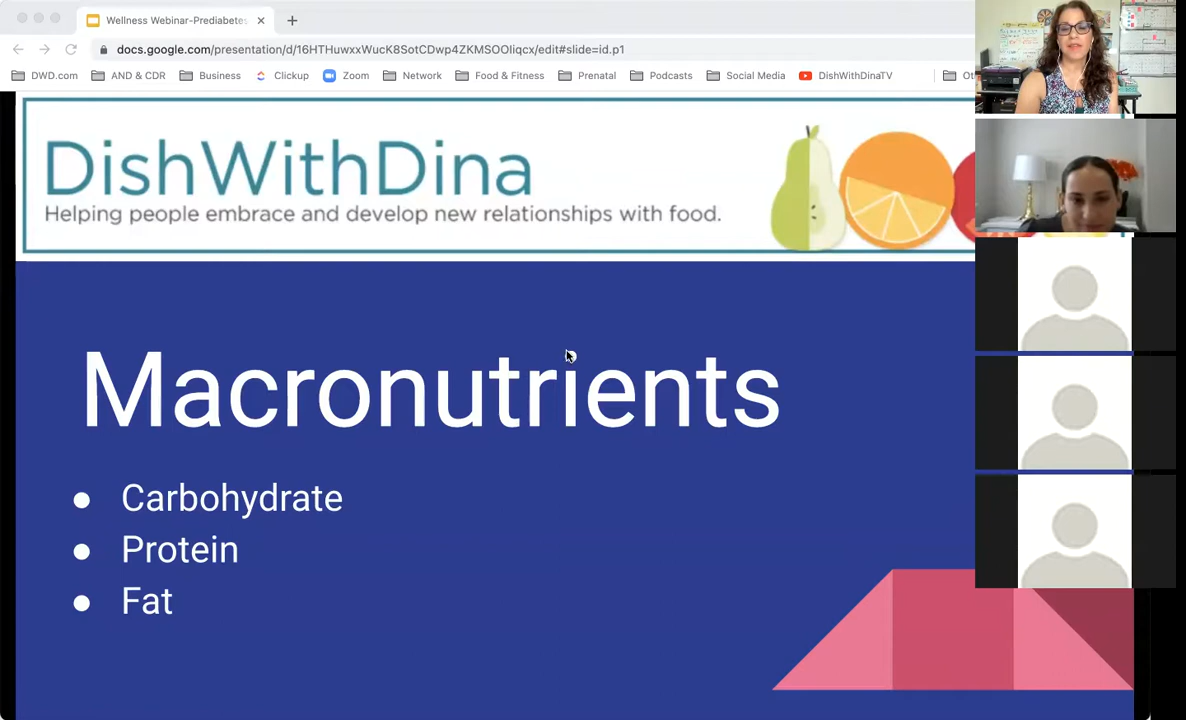 Wellness Webinar-Prediabetes
docs.google.com/presentation/d/16HTHuwxxWucK8SotCDwp4ZKMSOOliqcx/edit#slide=id.p1
DWD.com AND & CDR Business Clickup Zoom Network Food & Fitness Prenatal Podcasts Social Media DishWithDinaTV
DishWithDina
Helping people embrace and develop new relationships with food.
Macronutrients
● Carbohydrate
● Protein
● Fat